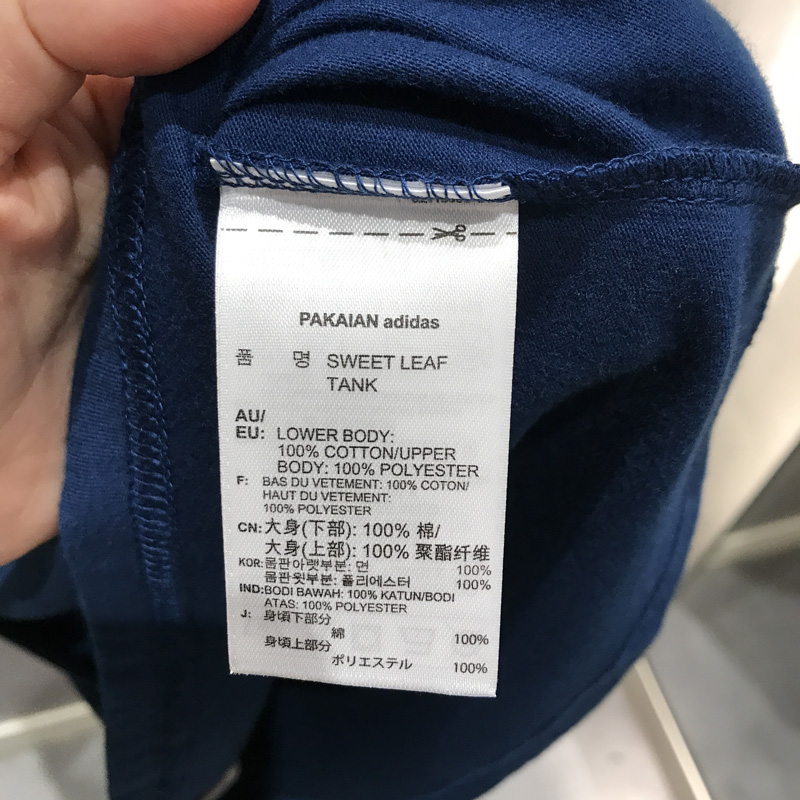 PAKAIAN adidas
품 명 SWEET LEAF
TANK
AU/
EU: LOWER BODY:
100% COTTON/UPPER
BODY: 100% POLYESTER
F: BAS DU VETEMENT: 100% COTON/
HAUT DU VETEMENT:
100% POLYESTER
CN:大身(下部): 100% 棉/
大身(上部): 100% 聚酯纤维
KOR:몸판아랫부분: 면 100%
몸판윗부분: 폴리에스터 100%
IND:BODI BAWAH: 100% KATUN/BODI
ATAS: 100% POLYESTER
J: 身頃下部分
綿 100%
身頃上部分
ポリエステル 100%